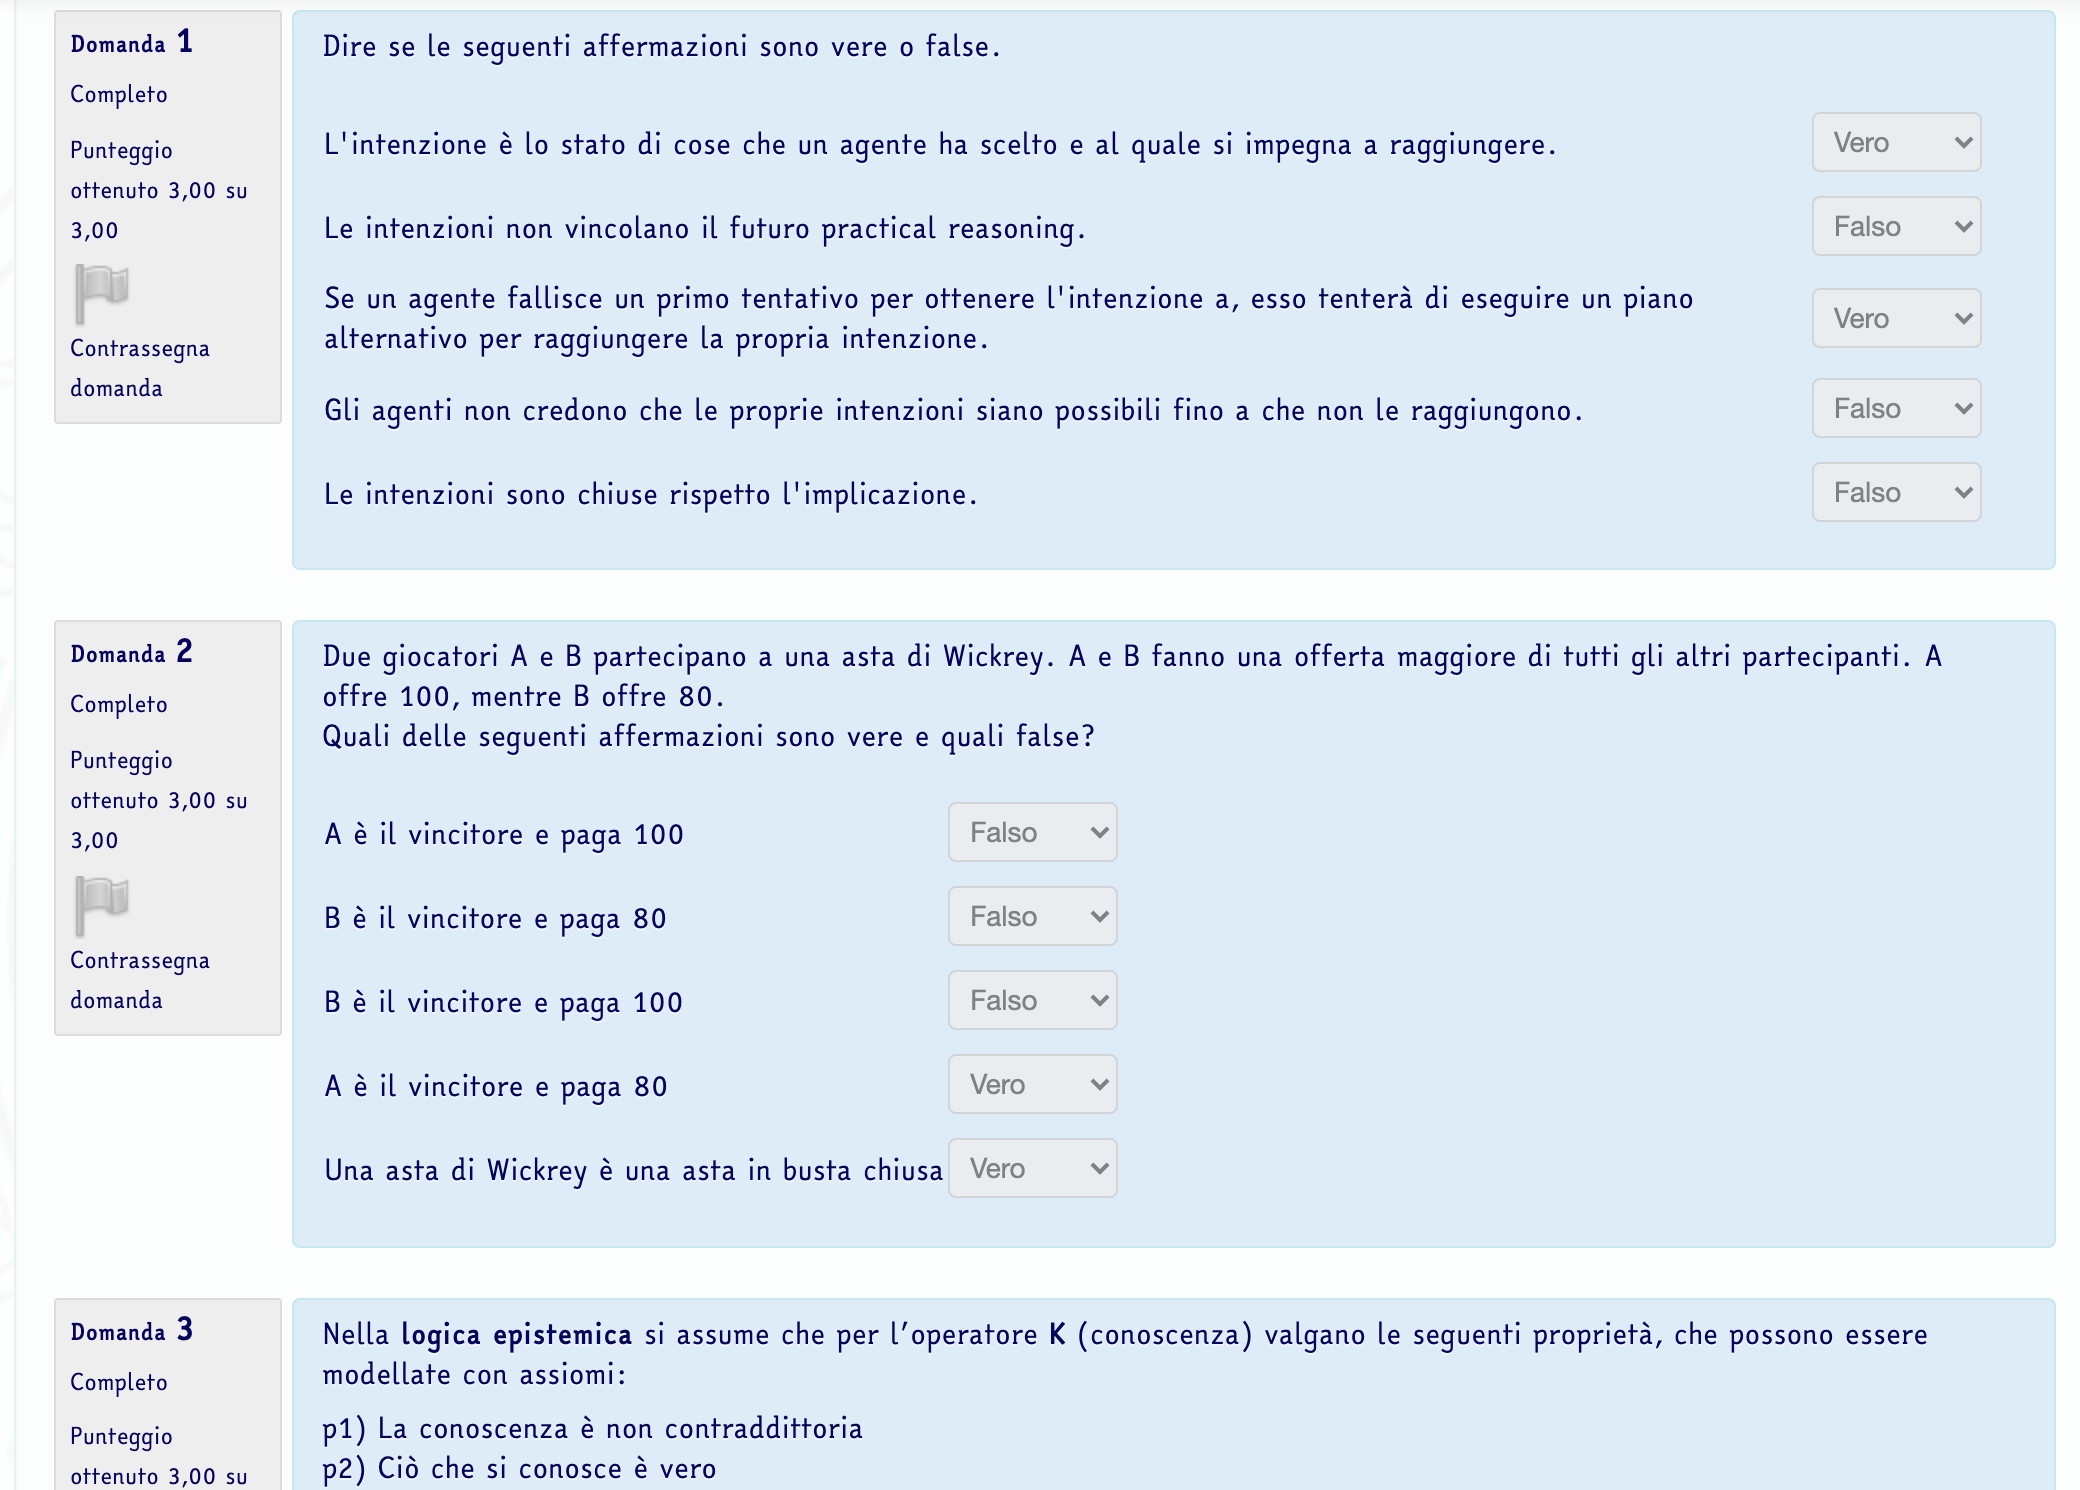 Domanda 1
Completo
Punteggio
ottenuto 3,00 su
3,00
Contrassegna
domanda
Dire se le seguenti affermazioni sono vere o false.
L'intenzione è lo stato di cose che un agente ha scelto e al quale si impegna a raggiungere.
Vero
Le intenzioni non vincolano il futuro practical reasoning.
Falso
Se un agente fallisce un primo tentativo per ottenere l'intenzione a, esso tenterà di eseguire un piano
alternativo per raggiungere la propria intenzione.
Vero
Gli agenti non credono che le proprie intenzioni siano possibili fino a che non le raggiungono.
Falso
Le intenzioni sono chiuse rispetto l'implicazione.
Falso
Domanda 2
Completo
Punteggio
ottenuto 3,00 su
3,00
Contrassegna
domanda
Due giocatori A e B partecipano a una asta di Wickrey. A e B fanno una offerta maggiore di tutti gli altri partecipanti. A
offre 100, mentre B offre 80.
Quali delle seguenti affermazioni sono vere e quali false?
A è il vincitore e paga 100
Falso
B è il vincitore e paga 80
Falso
B è il vincitore e paga 100
Falso
A è il vincitore e paga 80
Vero
Una asta di Wickrey è una asta in busta chiusa
Vero
Domanda 3
Completo
Punteggio
ottenuto 3,00 su
Nella logica epistemica si assume che per l’operatore K (conoscenza) valgano le seguenti proprietà, che possono essere
modellate con assiomi:
p1) La conoscenza è non contraddittoria
p2) Ciò che si conosce è vero